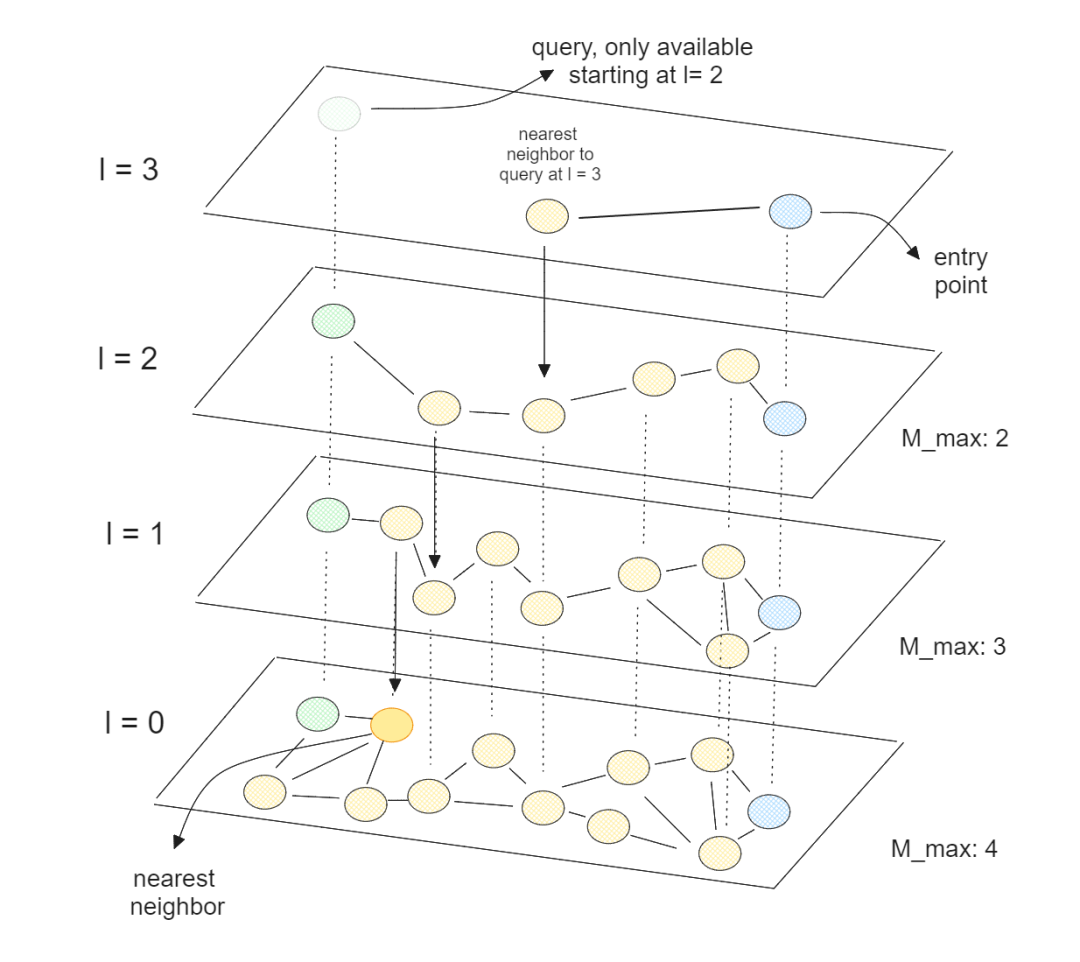 query, only available
starting at l= 2
nearest
neighbor to
query at l = 3
l = 3
entry
point
l = 2
M_max: 2
l = 1
M_max: 3
l = 0
M_max: 4
nearest
neighbor